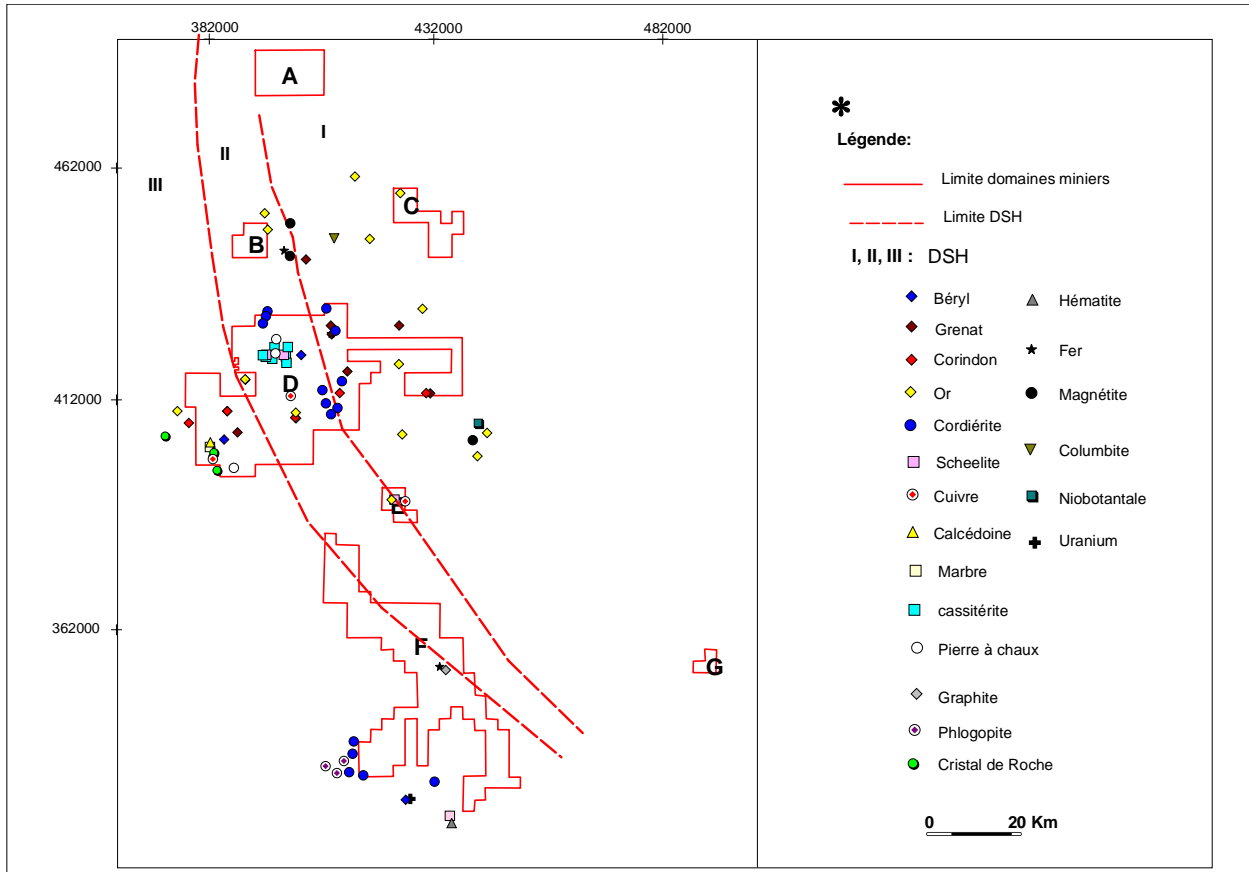 382000 432000 482000
A
I
II
III
462000
C
B
D
412000
E
362000
F
G
*
Légende:
Limite domaines miniers
Limite DSH
I, II, III : DSH
Béryl
Grenat
Corindon
Or
Cordiérite
Scheelite
Cuivre
Calcédoine
Marbre
cassitérite
Pierre à chaux
Graphite
Phlogopite
Cristal de Roche
Hématite
Fer
Magnétite
Columbite
Niobotantale
Uranium
0 20 Km